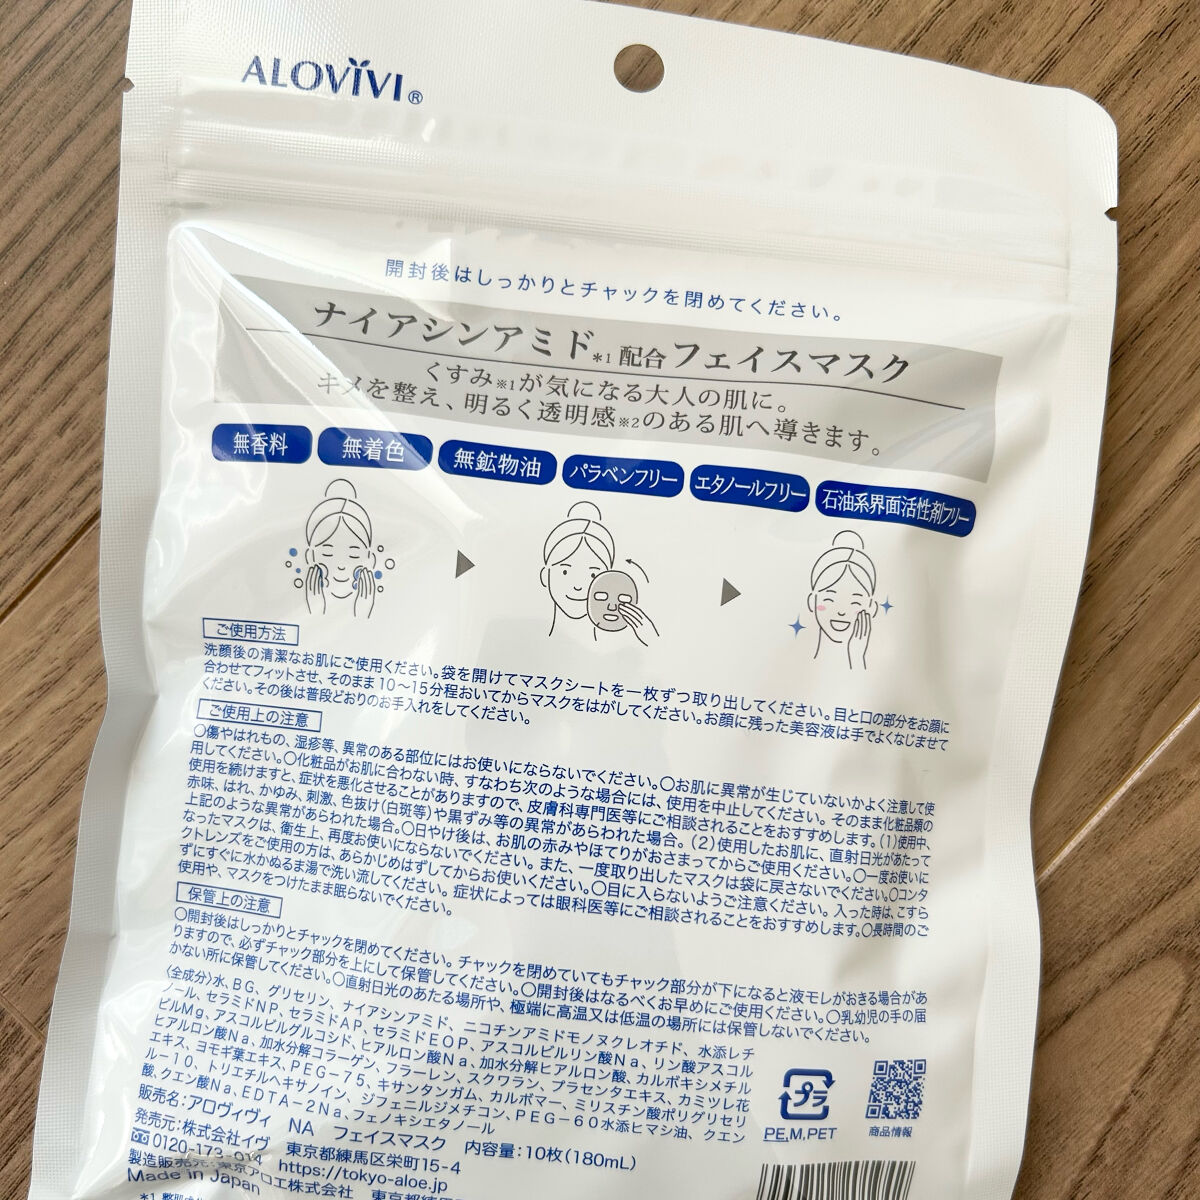 ALOVIVI®
開封後はしっかりとチャックを閉めてください。
ナイアシンアミド*1配合フェイスマスク
くすみ※1が気になる大人の肌に。
キメを整え、明るく透明感※2のある肌へ導きます。
無香料 無着色 無鉱物油 パラベンフリー エタノールフリー 石油系界面活性剤フリー
ご使用方法
洗顔後の清潔なお肌にご使用ください。袋を開けてマスクシートを一枚ずつ取り出してください。目と口の部分をお顔に
合わせてフィットさせ、そのまま10〜15分程おいてからマスクをはがしてください。お顔に残った美容液は手でよくなじませて
ください。その後は普段どおりのお手入れをしてください。
ご使用上の注意
〇傷やはれもの、湿疹等、異常のある部位にはお使いにならないでください。〇お肌に異常が生じていないかよく注意して使
用してください。〇化粧品がお肌に合わない時、すなわち次のような場合には、使用を中止してください。そのまま化粧品類の
使用を続けますと、症状を悪化させることがありますので、皮膚科専門医等にご相談されることをおすすめします。(1)使用中、
赤味、はれ、かゆみ、刺激、色抜け(白斑等)や黒ずみ等の異常があらわれた場合。(2)使用したお肌に、直射日光があたって
上記のような異常があらわれた場合。〇日やけ後は、お肌の赤みやほてりがおさまってからご使用ください。〇一度お使いに
なったマスクは、衛生上、再度お使いにならないでください。また、一度取り出したマスクは袋に戻さないでください。〇コンタ
クトレンズをご使用の方は、あらかじめはずしてからお使いください。〇目に入らないようご注意ください。入った時は、こすら
ずにすぐに水かぬるま湯で洗い流してください。症状によっては眼科医等にご相談されることをおすすめします。〇長時間のご
使用や、マスクをつけたまま眠らないでください。
保管上の注意
〇開封後はしっかりとチャックを閉めてください。チャックを閉めていてもチャック部分が下になると液モレがおきる場合があ
りますので、必ずチャック部分を上にして保管してください。〇開封後はなるべくお早めにご使用ください。〇乳幼児の手の届
かない所に保管してください。〇直射日光のあたる場所や、極端に高温又は低温の場所には保管しないでください。
〈全成分〉水、BG、グリセリン、ナイアシンアミド、ニコチンアミドモノヌクレオチド、水添レチ
ノール、セラミドNP、セラミドAP、セラミドEOP、アスコルビルリン酸Na、リン酸アスコル
ビルMg、アスコルビルグルコシド、ヒアルロン酸Na、加水分解ヒアルロン酸、カルボキシメチル
ヒアルロン酸Na、加水分解コラーゲン、フラーレン、スクワラン、プラセンタエキス、カミツレ花
エキス、ヨモギ葉エキス、PEG-75、キサンタンガム、カルボマー、ミリスチン酸ポリグリセリ
ル-10、トリエチルヘキサノイン、ジフェニルジメチコン、PEG-60水添ヒマシ油、クエン
酸、クエン酸Na、EDTA-2Na、フェノキシエタノール
販売名：アロヴィヴィ NA フェイスマスク 内容量：10枚(180mL)
発売元：株式会社イヴ 東京都練馬区栄町15-4
0120-173-014 https://tokyo-aloe.jp
製造販売元：東京アロエ株式会社 東京都練馬区
Made in Japan
プラ
PE,M,PET
商品情報